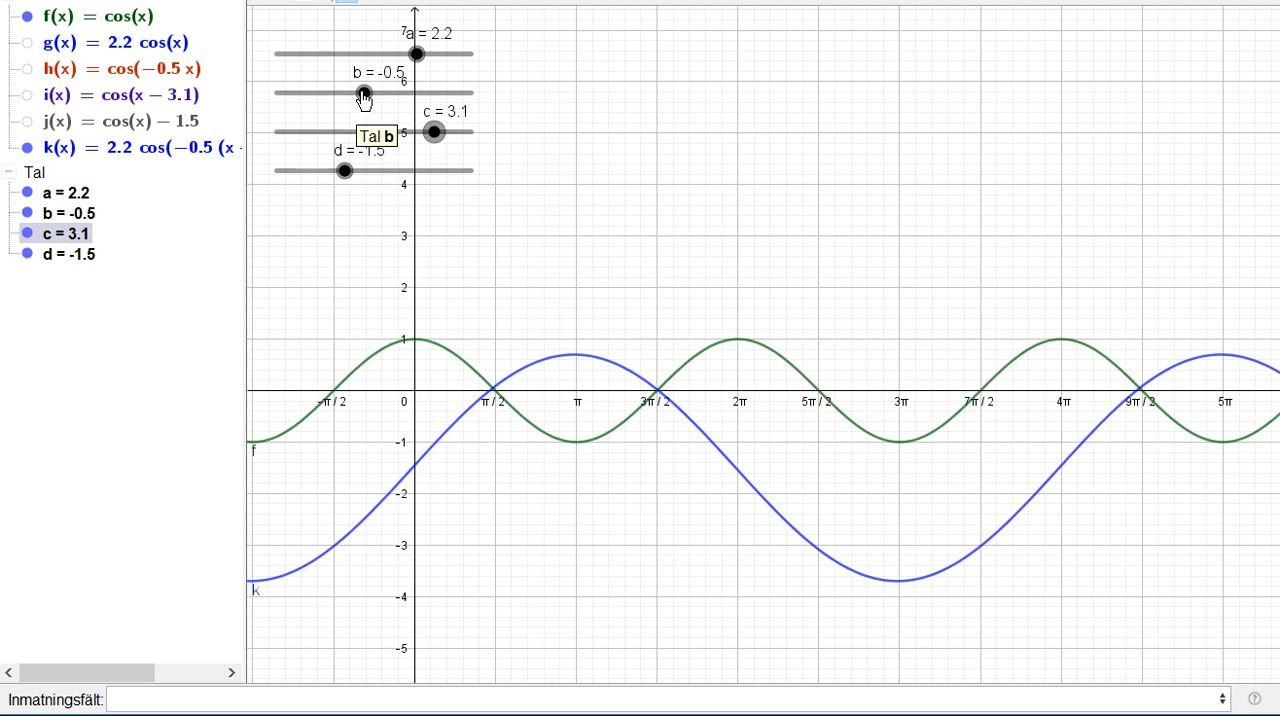 f(x) = cos(x)
g(x) = 2.2 cos(x)
h(x) = cos(−0.5 x)
i(x) = cos(x − 3.1)
j(x) = cos(x) − 1.5
k(x) = 2.2 cos(−0.5 (x -
Tal
a = 2.2
b = -0.5
c = 3.1
d = -1.5
a = 2.2
b = -0.5
c = 3.1
Tal b
d = -1.5
7
6
5
4
3
2
1
0
-1
-2
-3
-4
-5
-π / 2
π / 2
π
3π / 2
2π
5π / 2
3π
7π / 2
4π
9π / 2
5π
f
k
Inmatningsfält:
?